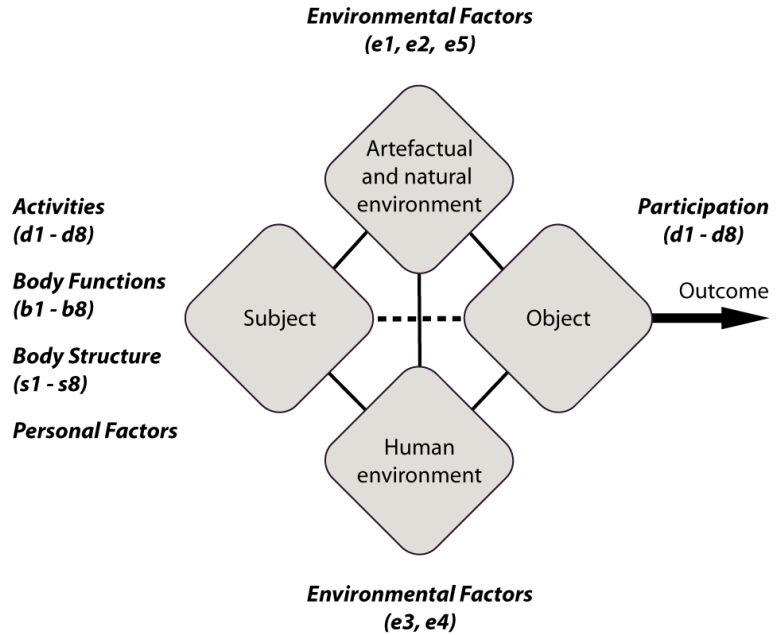 Environmental Factors
(e1, e2, e5)
Artefactual
and natural
environment
Activities
(d1 - d8)
Body Functions
(b1 - b8)
Body Structure
(s1 - s8)
Personal Factors
Subject
Object
Participation
(d1 - d8)
Outcome
Human
environment
Environmental Factors
(e3, e4)